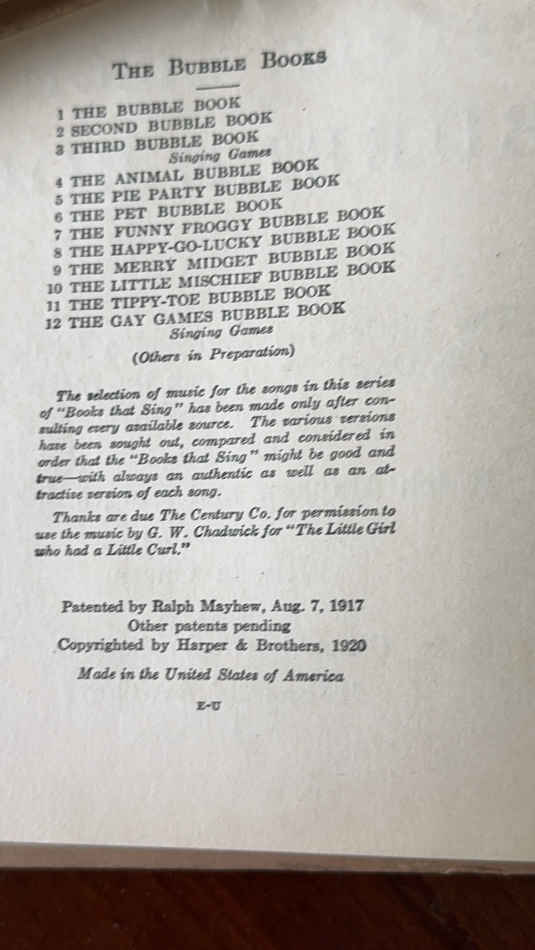 THE BUBBLE BOOKS
1 THE BUBBLE BOOK
2 SECOND BUBBLE BOOK
3 THIRD BUBBLE BOOK
Singing Games
4 THE ANIMAL BUBBLE BOOK
5 THE PIE PARTY BUBBLE BOOK
6 THE PET BUBBLE BOOK
7 THE FUNNY FROGGY BUBBLE BOOK
8 THE HAPPY-GO-LUCKY BUBBLE BOOK
9 THE MERRY MIDGET BUBBLE BOOK
10 THE LITTLE MISCHIEF BUBBLE BOOK
11 THE TIPPY-TOE BUBBLE BOOK
12 THE GAY GAMES BUBBLE BOOK
Singing Games
(Others in Preparation)
The selection of music for the songs in this series
of "Books that Sing" has been made only after con-
sulting every available source. The various versions
have been sought out, compared and considered in
order that the "Books that Sing" might be good and
true—with always an authentic as well as an at-
tractive version of each song.
Thanks are due The Century Co. for permission to
use the music by G. W. Chadwick for "The Little Girl
who had a Little Curl."
Patented by Ralph Mayhew, Aug. 7, 1917
Other patents pending
Copyrighted by Harper & Brothers, 1920
Made in the United States of America
E-U